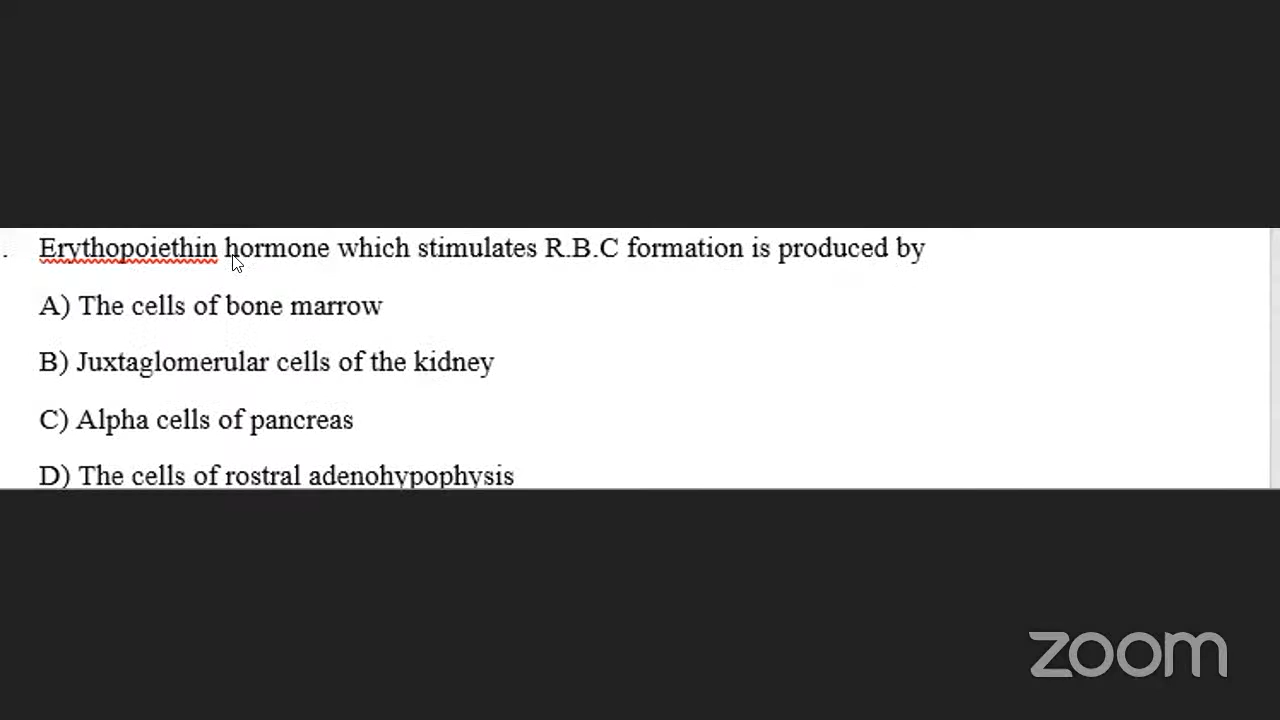 . Erythopoiethin hormone which stimulates R.B.C formation is produced by
A) The cells of bone marrow
B) Juxtaglomerular cells of the kidney
C) Alpha cells of pancreas
D) The cells of rostral adenohypophysis
zoom